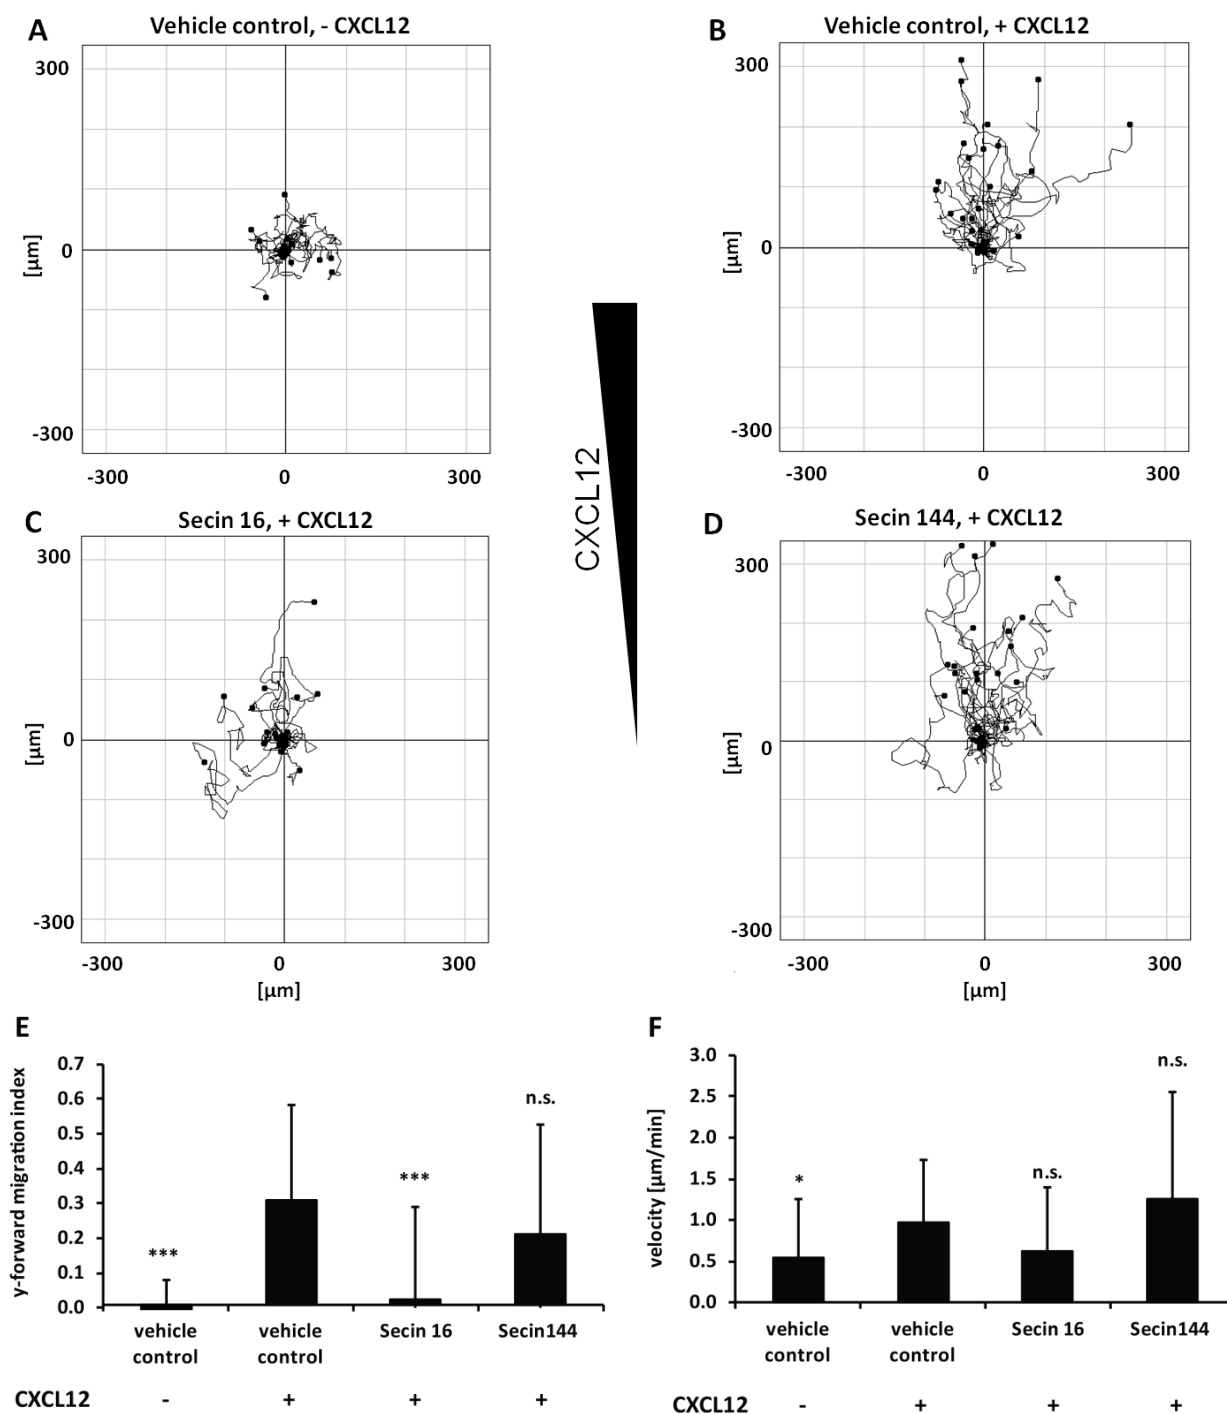 A
Vehicle control, - CXCL12
300
0
-300
[µm]
-300 0 300
B
Vehicle control, + CXCL12
300
0
-300
[µm]
-300 0 300
CXCL12
C
Secin 16, + CXCL12
300
0
-300
[µm]
-300 0 300
[µm]
D
Secin 144, + CXCL12
300
0
-300
[µm]
-300 0 300
[µm]
E
y-forward migration index
0.7
0.6
0.5
0.4
0.3
0.2
0.1
0.0
***
***
n.s.
vehicle vehicle Secin 16 Secin144
control control
CXCL12 - + + +
F
velocity [µm/min]
3.0
2.5
2.0
1.5
1.0
0.5
0.0
*
n.s.
n.s.
vehicle vehicle Secin 16 Secin144
control control
CXCL12 - + + +